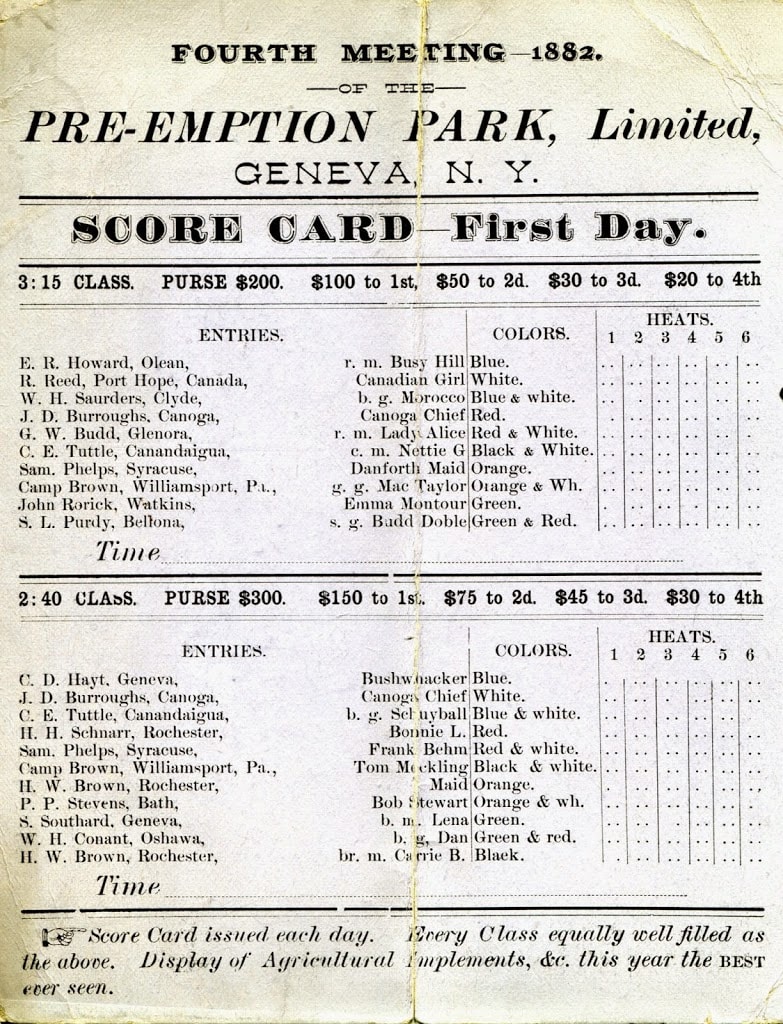 FOURTH MEETING—1882.
—OF THE—
PRE-EMPTION PARK, Limited,
GENEVA, N. Y.
SCORE CARD—First Day.
3:15 CLASS. PURSE $200. $100 to 1st, $50 to 2d. $30 to 3d. $20 to 4th
ENTRIES. COLORS. HEATS.
1 2 3 4 5 6
E. R. Howard, Olean, r. m. Busy Hill Blue.
R. Reed, Port Hope, Canada, Canadian Girl White.
W. H. Saurders, Clyde, b. g. Morocco Blue & white.
J. D. Burroughs, Canoga, Canoga Chief Red.
G. W. Budd, Glenora, r. m. Lady Alice Red & White.
C. E. Tuttle, Canandaigua, c. m. Nettie G Black & White.
Sam. Phelps, Syracuse, Danforth Maid Orange.
Camp Brown, Williamsport, Pa., g. g. Mac Taylor Orange & Wh.
John Rorick, Watkins, Emma Montour Green.
S. L. Purdy, Bellona, s. g. Budd Doble Green & Red.
Time
2:40 CLASS. PURSE $300. $150 to 1st. $75 to 2d. $45 to 3d. $30 to 4th
ENTRIES. COLORS. HEATS.
1 2 3 4 5 6
C. D. Hayt, Geneva, Bushwhacker Blue.
J. D. Burroughs, Canoga, Canoga Chief White.
C. E. Tuttle, Canandaigua, b. g. Schuyball Blue & white.
H. H. Schnarr, Rochester, Bonnie L. Red.
Sam. Phelps, Syracuse, Frank Behm Red & white.
Camp Brown, Williamsport, Pa., Tom Meckling Black & white.
H. W. Brown, Rochester, Maid Orange.
P. P. Stevens, Bath, Bob Stewart Orange & wh.
S. Southard, Geneva, b. m. Lena Green.
W. H. Conant, Oshawa, b. g, Dan Green & red.
H. W. Brown, Rochester, br. m. Carrie B. Black.
Time
☞ Score Card issued each day. Every Class equally well filled as
the above. Display of Agricultural Implements, &c. this year the BEST
ever seen.